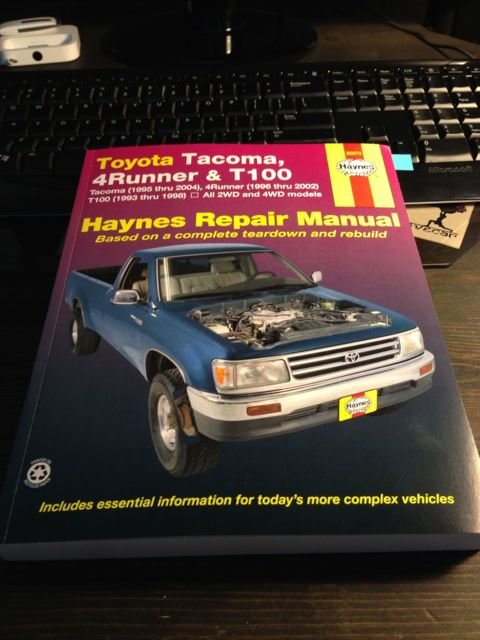 Toyota Tacoma,
4Runner & T100
Tacoma (1995 thru 2004), 4Runner (1996 thru 2002)
T100 (1993 thru 1998) □ All 2WD and 4WD models
Haynes
Haynes Repair Manual
Based on a complete teardown and rebuild
Haynes
Includes essential information for today's more complex vehicles
Microsoft